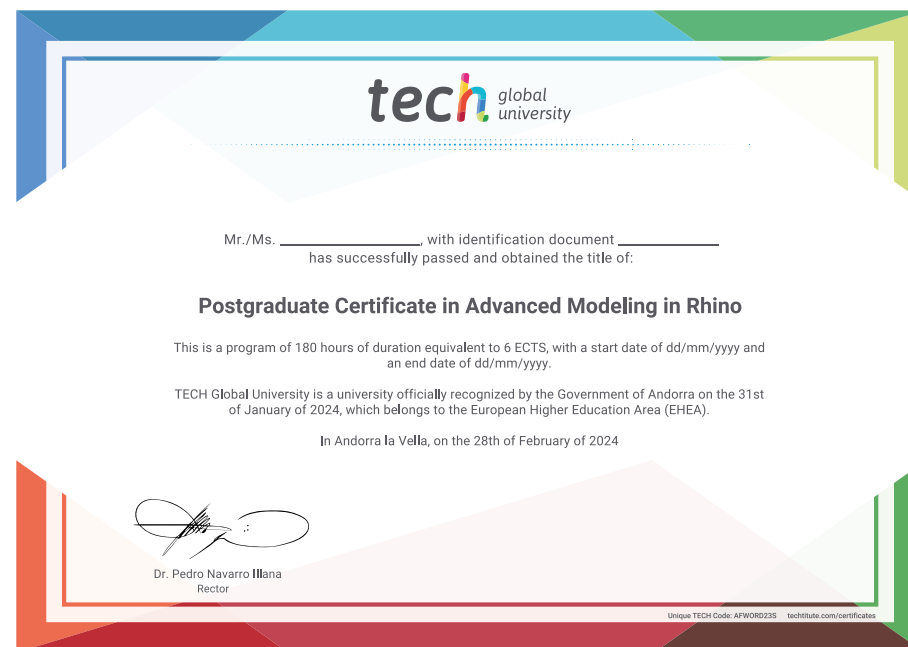 tech global
university
Mr./Ms. ____________________, with identification document ______________
has successfully passed and obtained the title of:
Postgraduate Certificate in Advanced Modeling in Rhino
This is a program of 180 hours of duration equivalent to 6 ECTS, with a start date of dd/mm/yyyy and
an end date of dd/mm/yyyy.
TECH Global University is a university officially recognized by the Government of Andorra on the 31st
of January of 2024, which belongs to the European Higher Education Area (EHEA).
In Andorra la Vella, on the 28th of February of 2024
Dr. Pedro Navarro Illana
Rector
Unique TECH Code: AFWORD23S techtitute.com/certificates